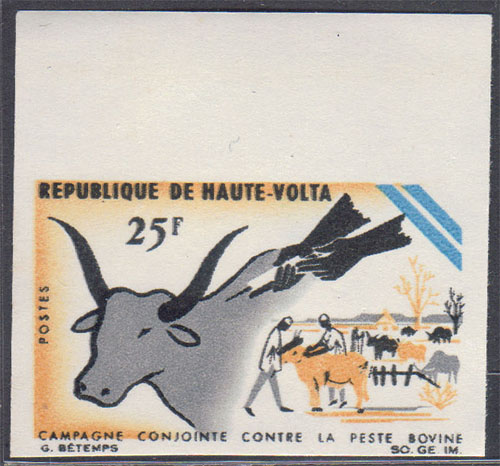 REPUBLIQUE DE HAUTE-VOLTA
25F
POSTES
CAMPAGNE CONJOINTE CONTRE LA PESTE BOVINE
G. BÉTEMPS SO. GE IM.